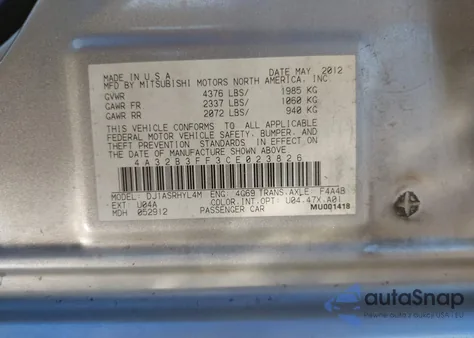 MADE IN U.S.A. DATE MAY 2012
MFD BY MITSUBISHI MOTORS NORTH AMERICA, INC.
GVWR 4376 LBS/ 1985 KG
GAWR FR 2337 LBS/ 1060 KG
GAWR RR 2072 LBS/ 940 KG
THIS VEHICLE CONFORMS TO ALL APPLICABLE
FEDERAL MOTOR VEHICLE SAFETY, BUMPER, AND
THEFT PREVENTION STANDARDS IN EFFECT ON THE
DATE OF MANUFACTURE SHOWN ABOVE.
4A32B3FF3CE023826
MODEL DJ1ASRHYL4M ENG. 4G69 TRANS.AXLE F4A4B
EXT: U04A COLOR.INT.OPT: U04.47X.A01
MDH 052912 PASSENGER CAR MU001418
autoSnap